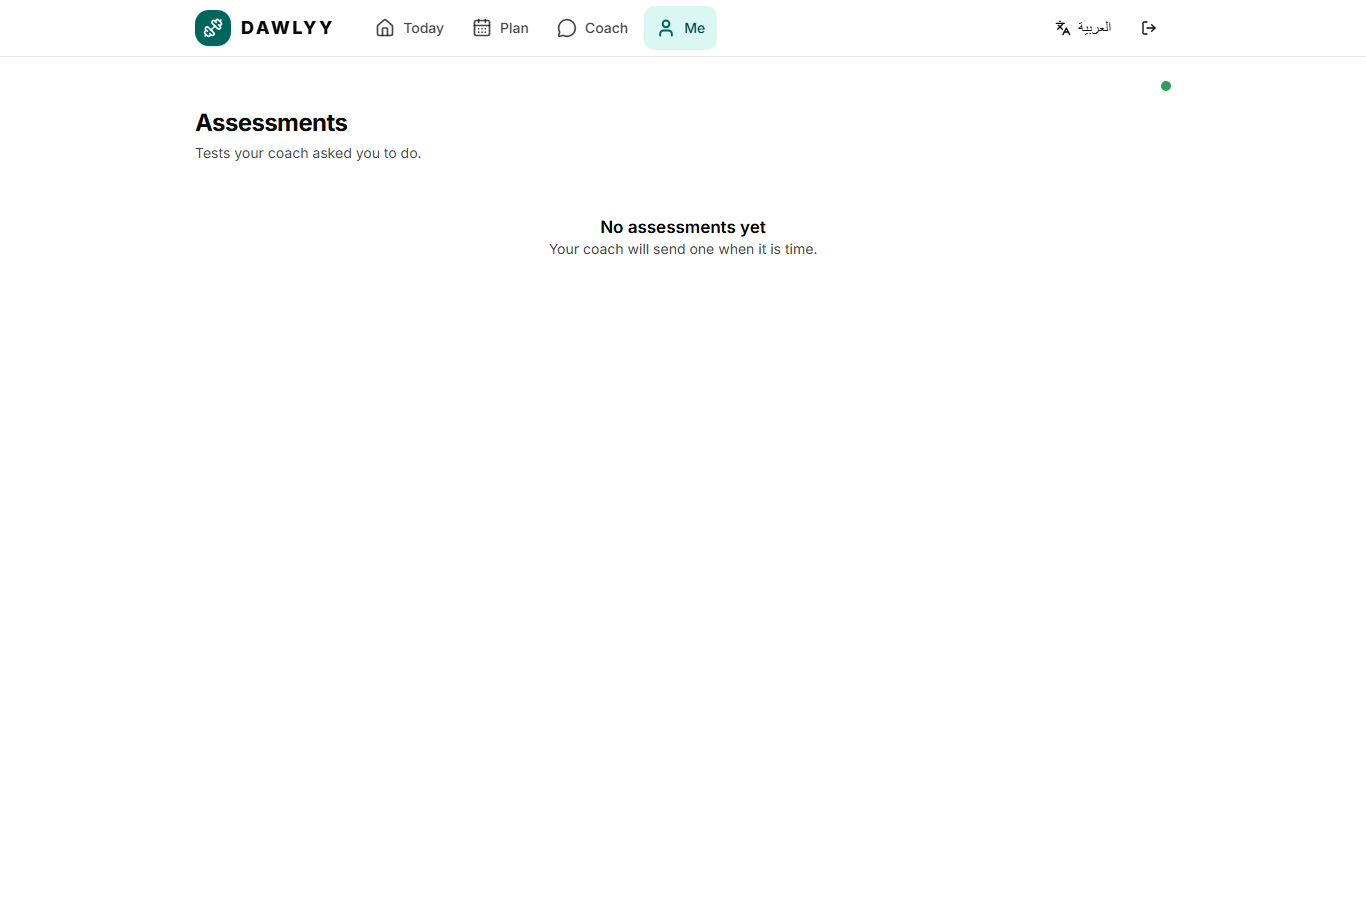 DAWLYY
Today
Plan
Coach
Me
العربية
Assessments
Tests your coach asked you to do.
No assessments yet
Your coach will send one when it is time.